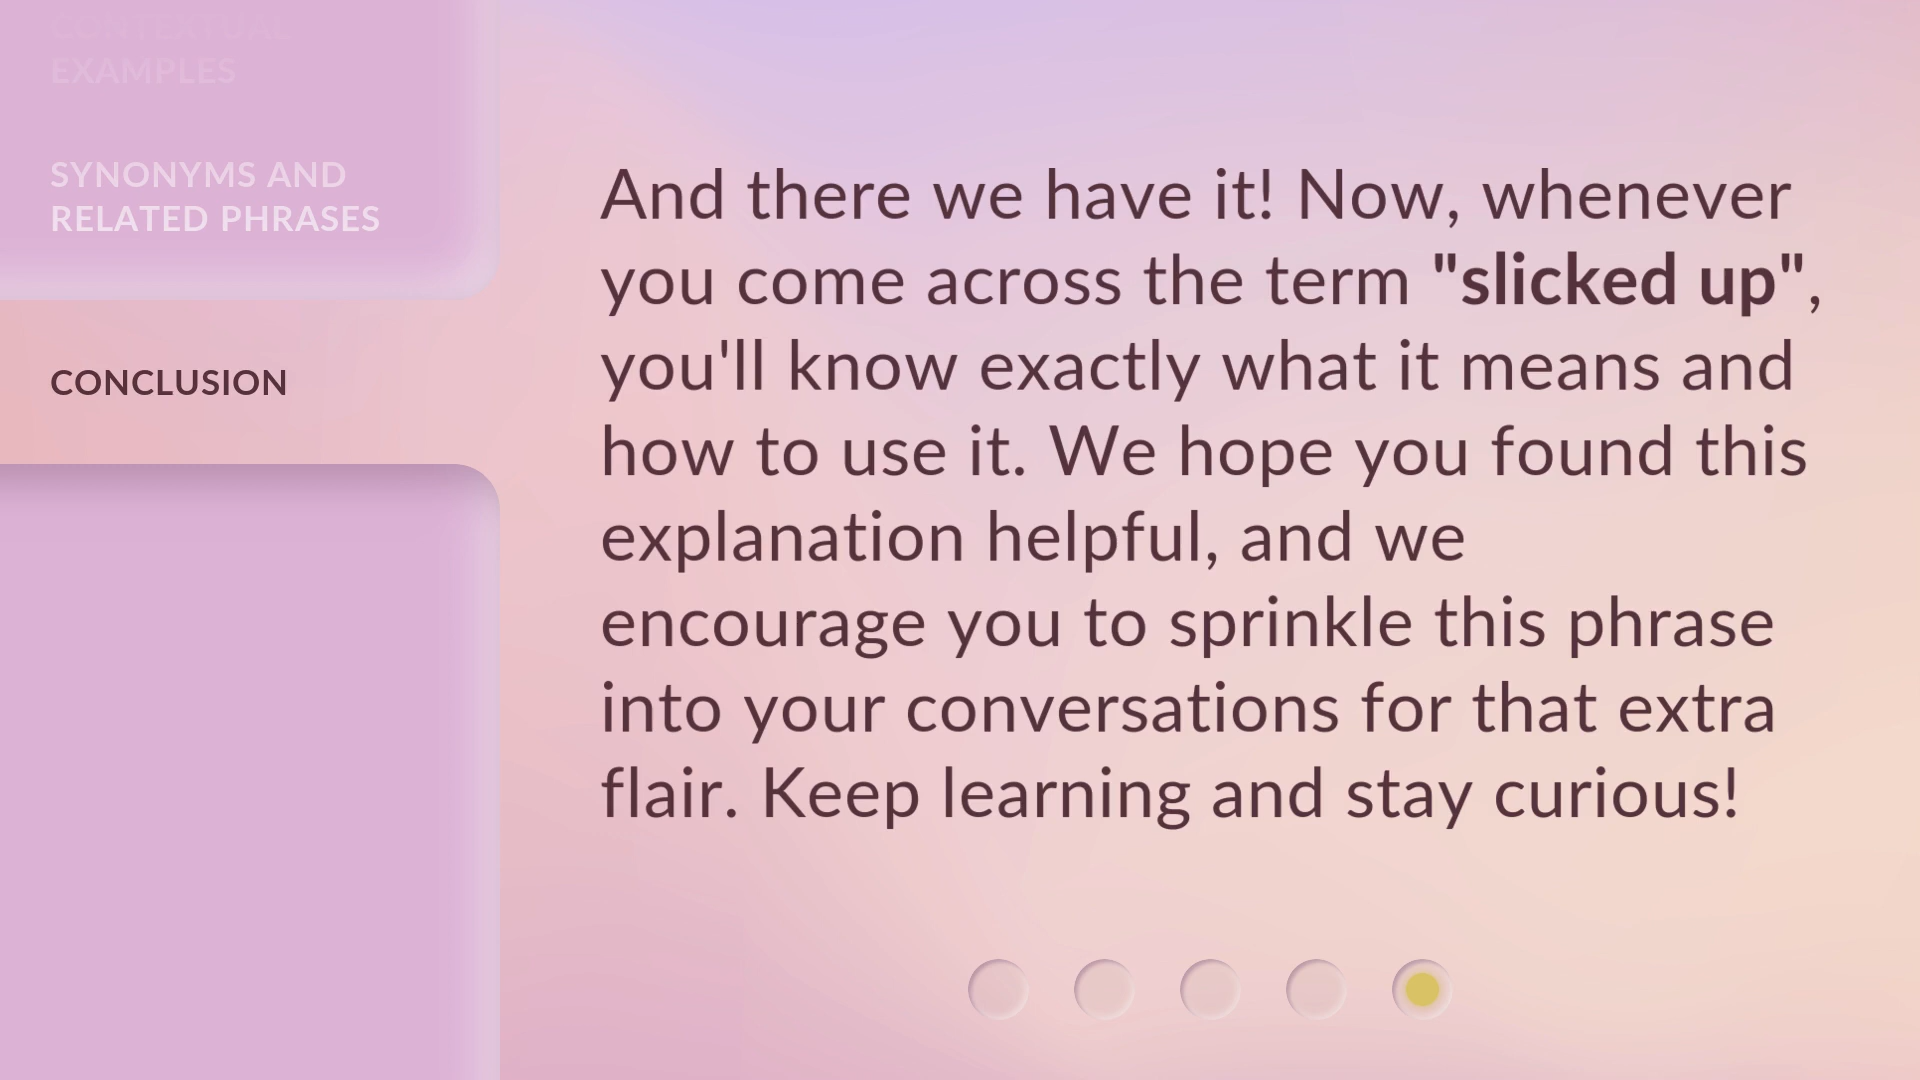 CONTEXTUAL
EXAMPLES
SYNONYMS AND
RELATED PHRASES
CONCLUSION
And there we have it! Now, whenever
you come across the term "slicked up",
you'll know exactly what it means and
how to use it. We hope you found this
explanation helpful, and we
encourage you to sprinkle this phrase
into your conversations for that extra
flair. Keep learning and stay curious!